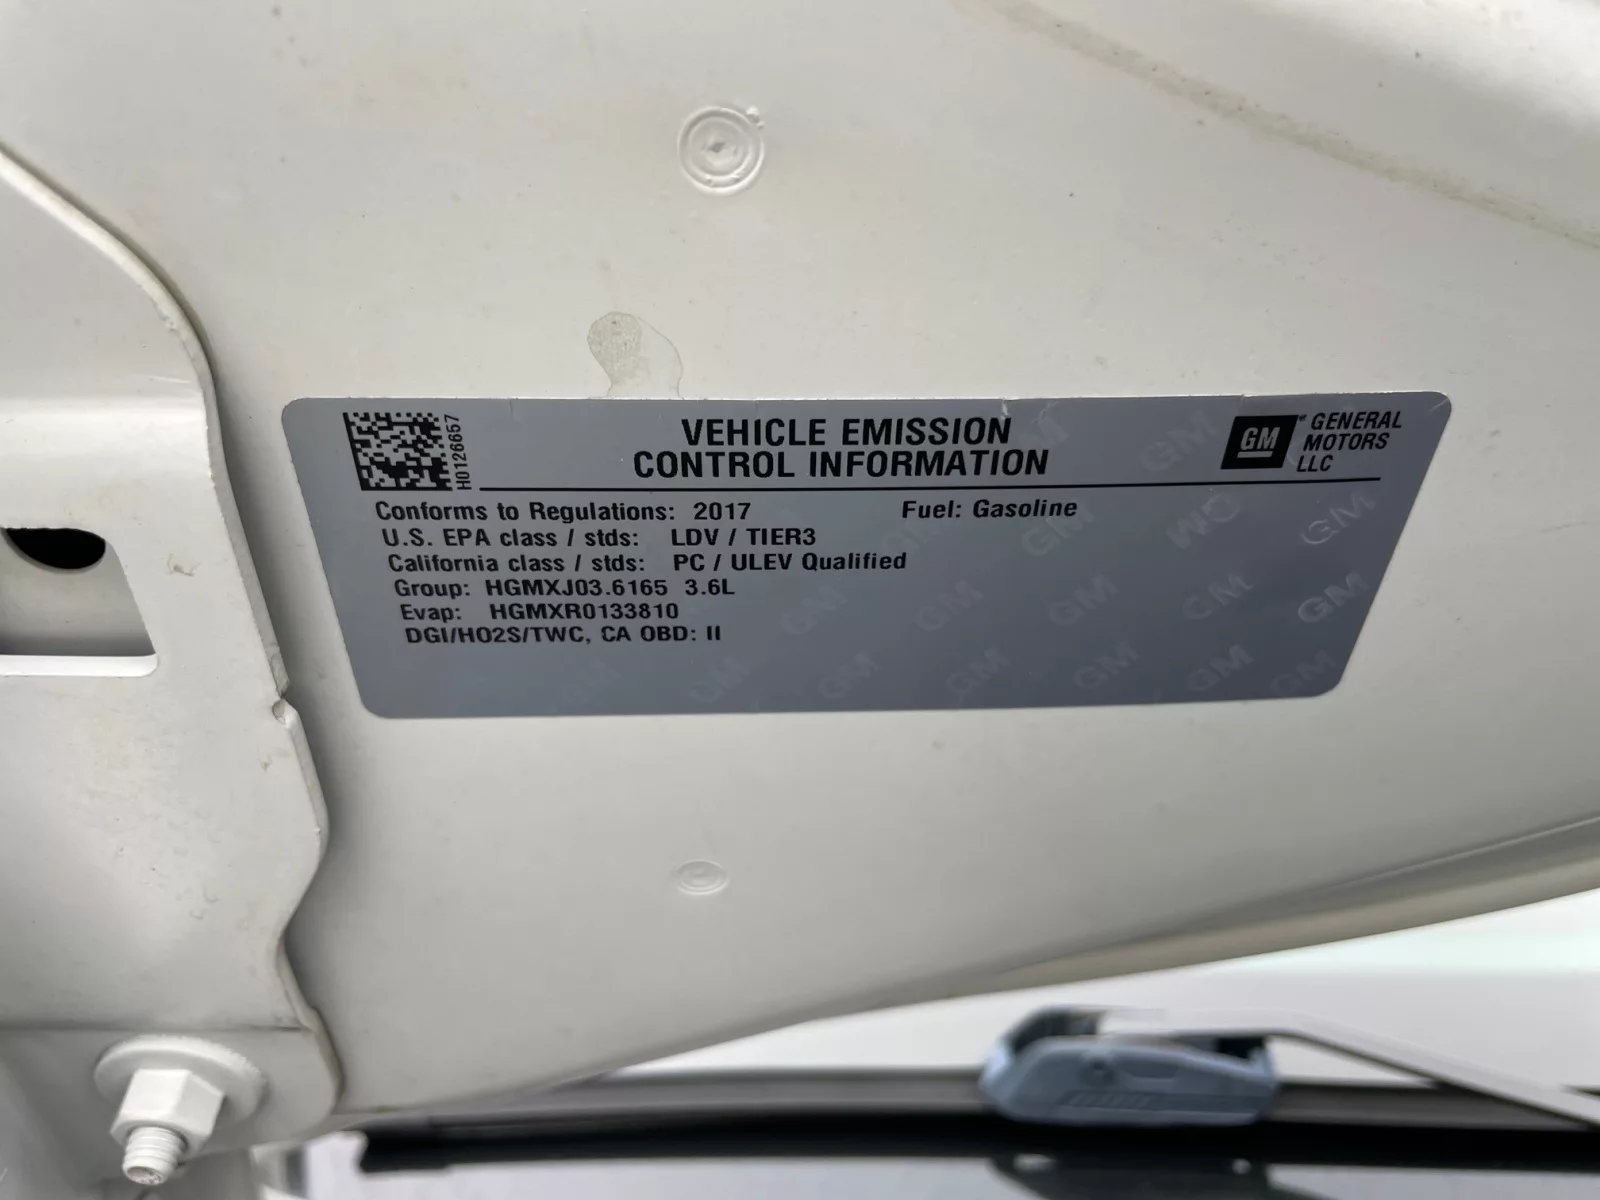 H0126657
VEHICLE EMISSION
CONTROL INFORMATION
GM
GENERAL
MOTORS
LLC
Conforms to Regulations: 2017 Fuel: Gasoline
U.S. EPA class / stds: LDV / TIER3
California class / stds: PC / ULEV Qualified
Group: HGMXJ03.6165 3.6L
Evap: HGMXR0133810
DGI/HO2S/TWC, CA OBD: II